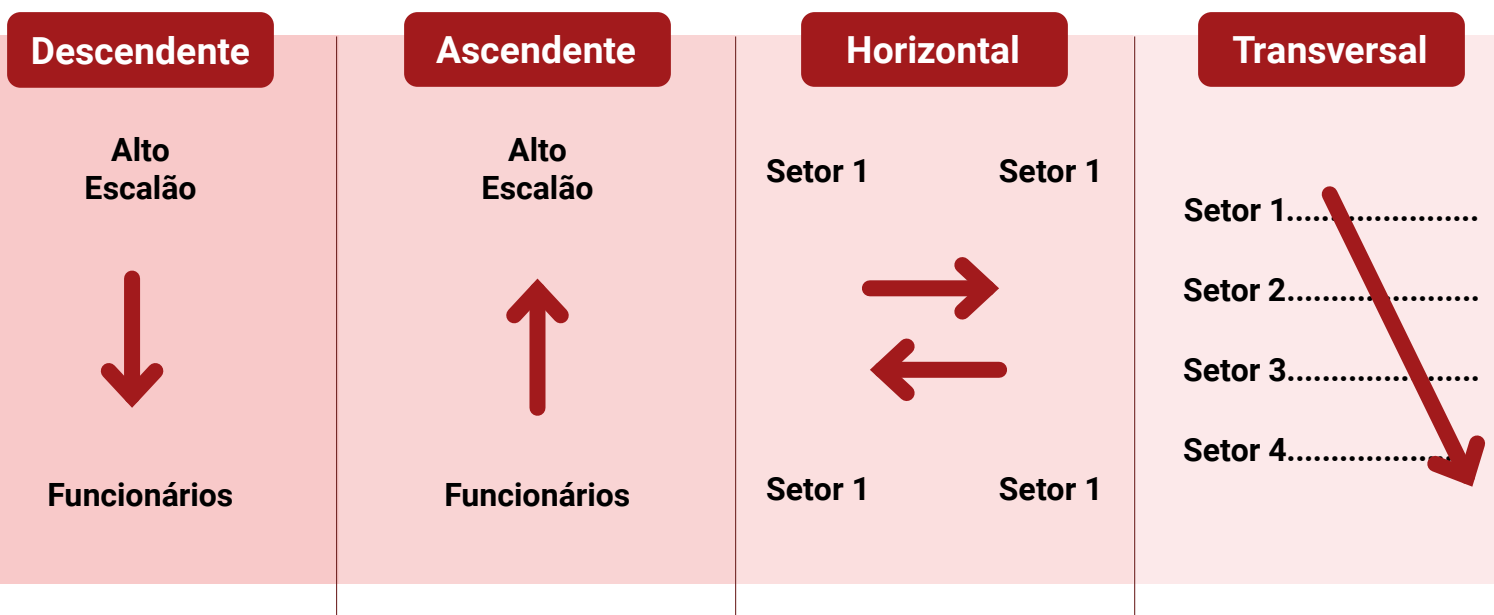 Descendente
Alto
Escalão
Funcionários
Ascendente
Alto
Escalão
Funcionários
Horizontal
Setor 1 Setor 1
Setor 1 Setor 1
Transversal
Setor 1......................
Setor 2......................
Setor 3......................
Setor 4...................